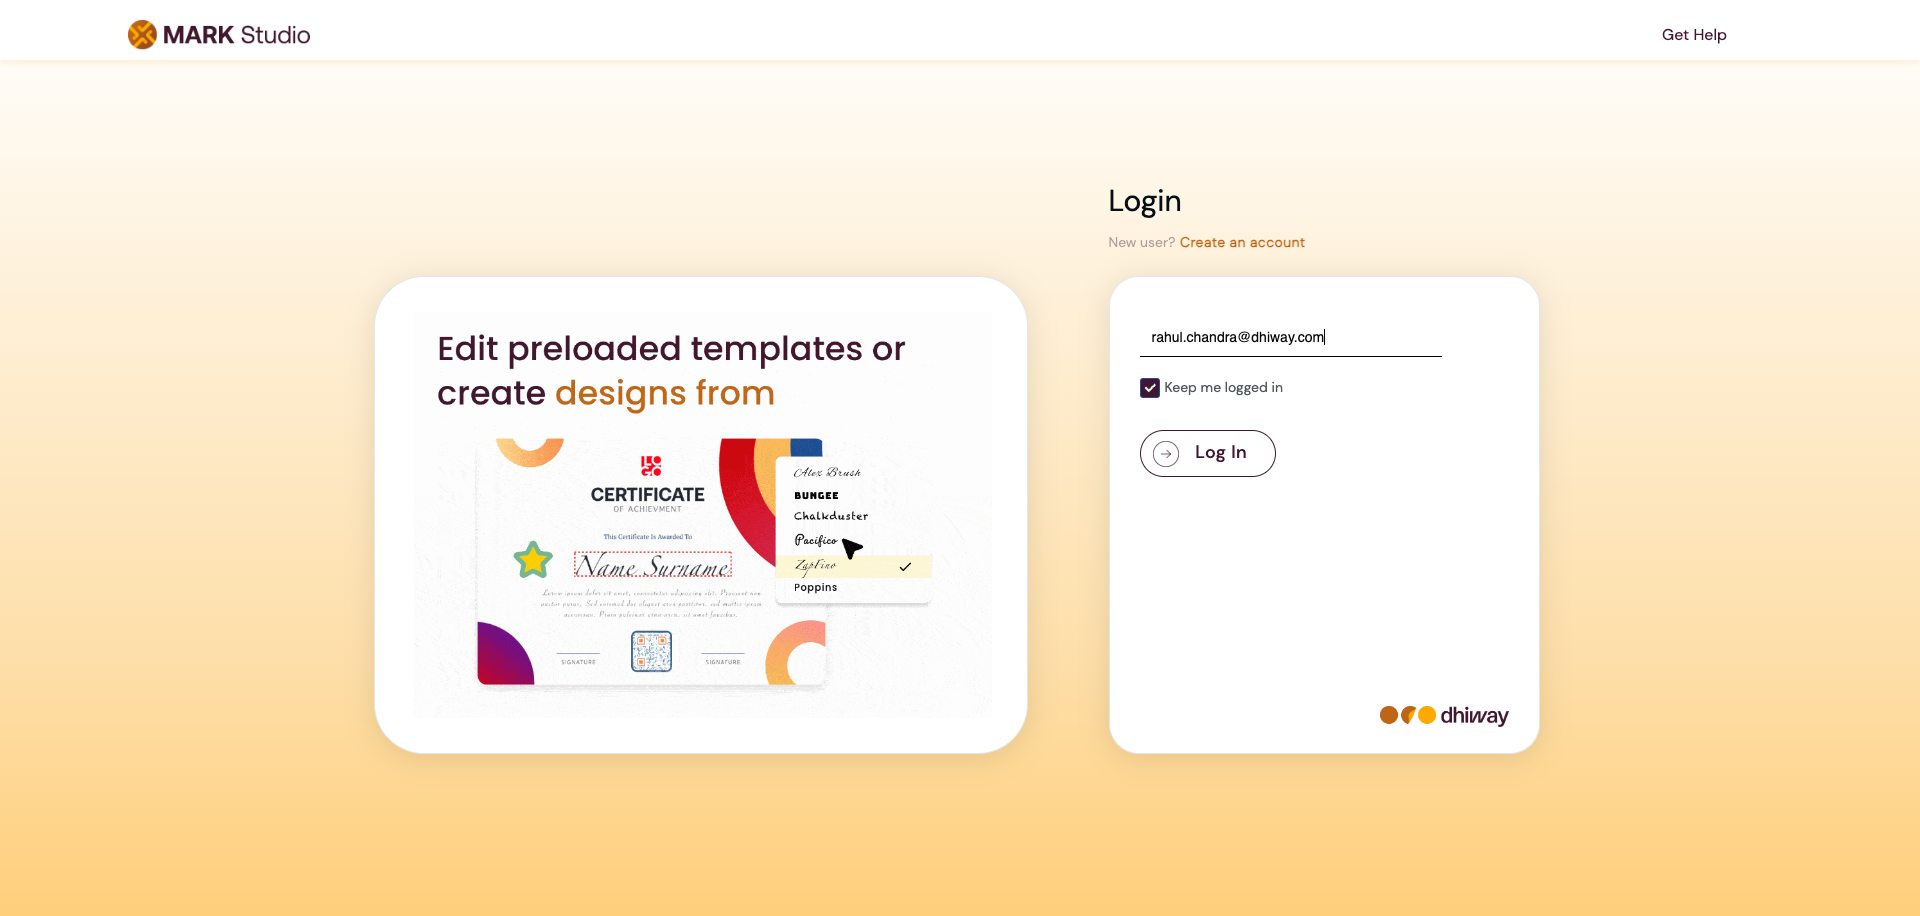 MARK Studio
Get Help
Login
New user? Create an account
Edit preloaded templates or
create designs from
CERTIFICATE
OF ACHIEVMENT
This Certificate Is Awarded To
Name Surname
SIGNATURE
SIGNATURE
Alex Brush
BUNGEE
Chalkduster
Pacifico
ZapFino
Poppins
rahul.chandra@dhiway.com
Keep me logged in
Log In
dhiway